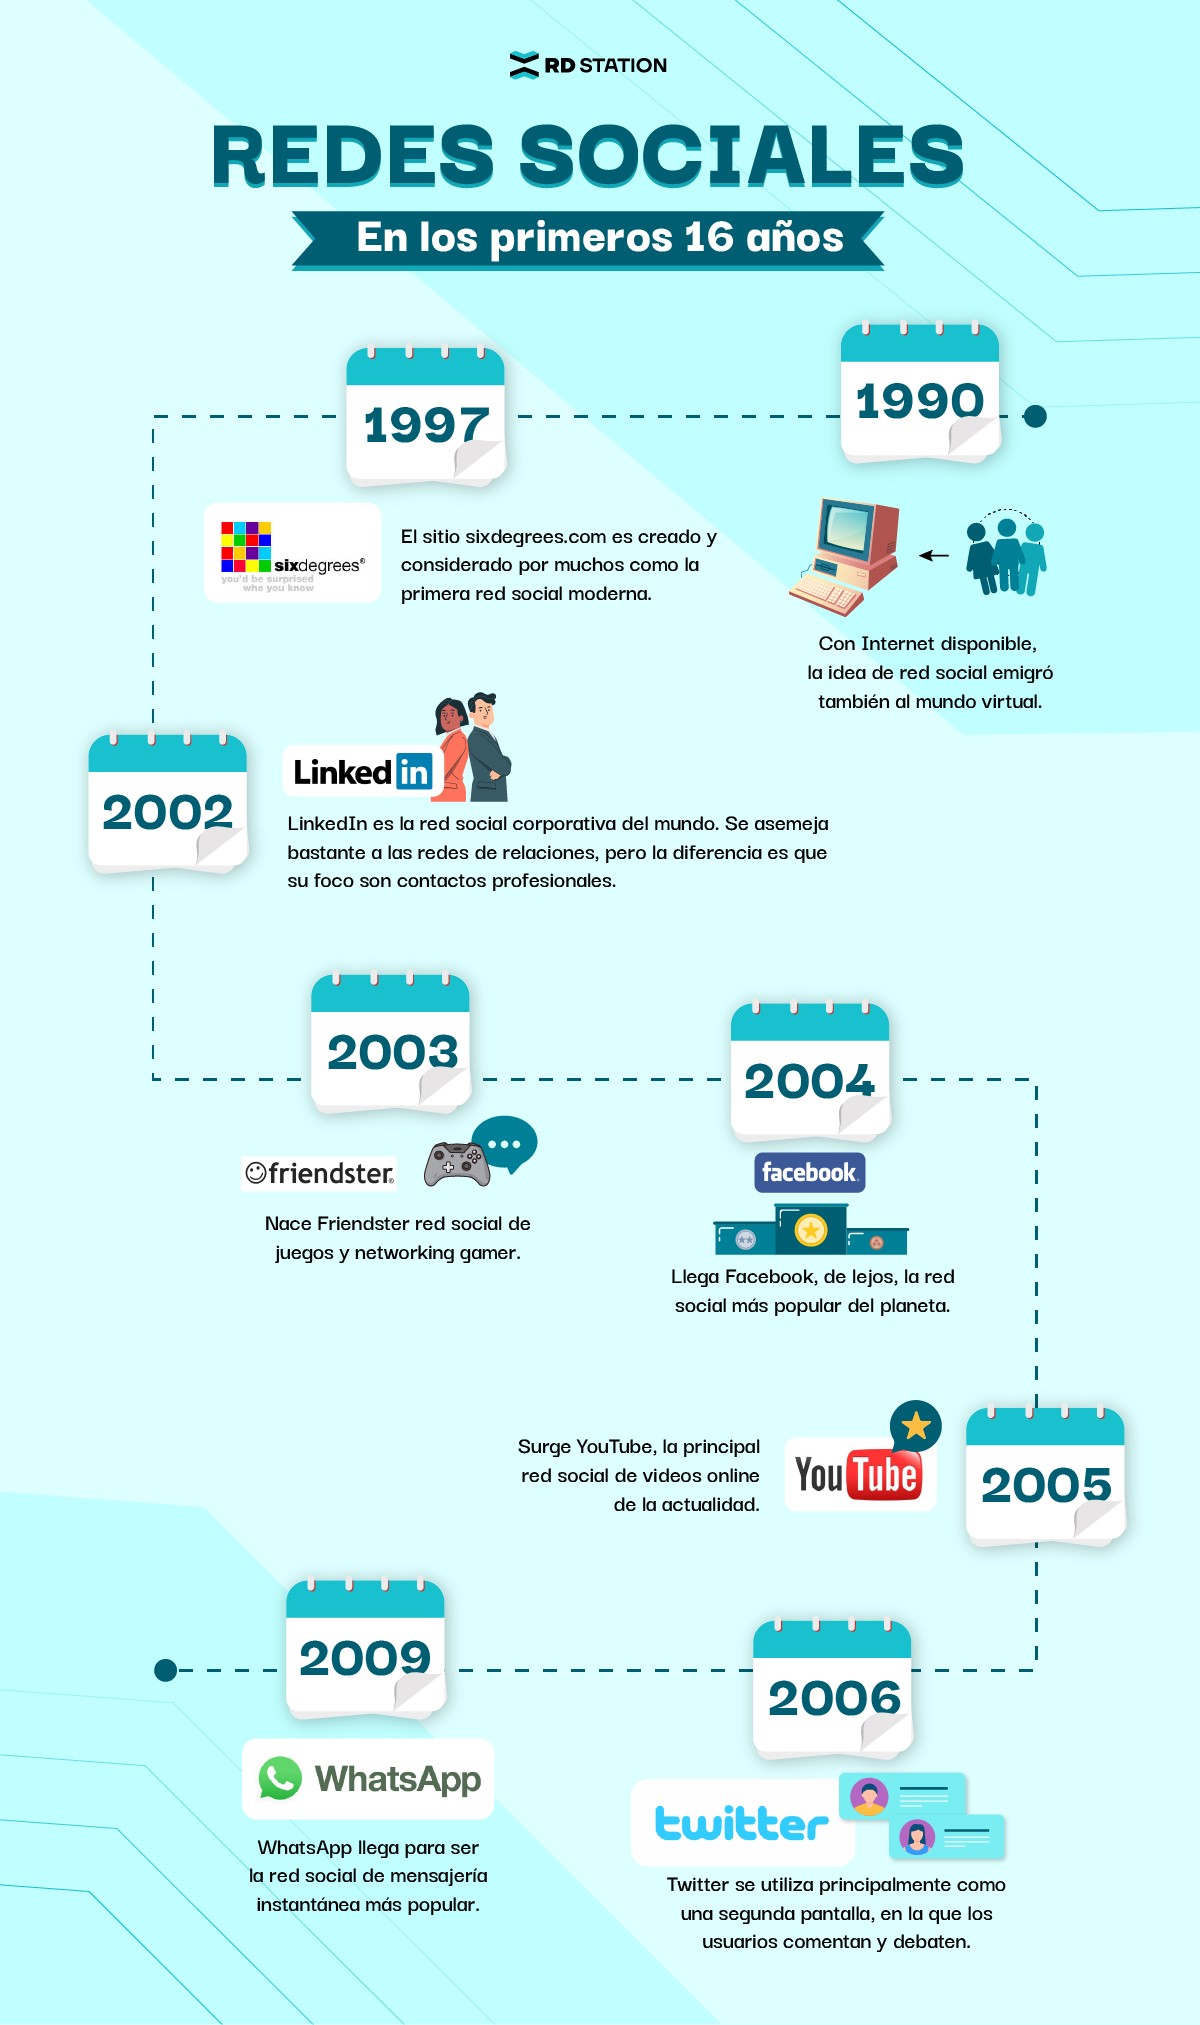 RD STATION
REDES SOCIALES
En los primeros 16 años
1990
Con Internet disponible,
la idea de red social emigró
también al mundo virtual.
1997
sixdegrees®
you'd be surprised
who you know
El sitio sixdegrees.com es creado y
considerado por muchos como la
primera red social moderna.
2002
Linked in
LinkedIn es la red social corporativa del mundo. Se asemeja
bastante a las redes de relaciones, pero la diferencia es que
su foco son contactos profesionales.
2003
friendster®
Nace Friendster red social de
juegos y networking gamer.
2004
facebook
Llega Facebook, de lejos, la red
social más popular del planeta.
2005
YouTube
Surge YouTube, la principal
red social de videos online
de la actualidad.
2006
twitter
Twitter se utiliza principalmente como
una segunda pantalla, en la que los
usuarios comentan y debaten.
2009
WhatsApp
WhatsApp llega para ser
la red social de mensajería
instantánea más popular.